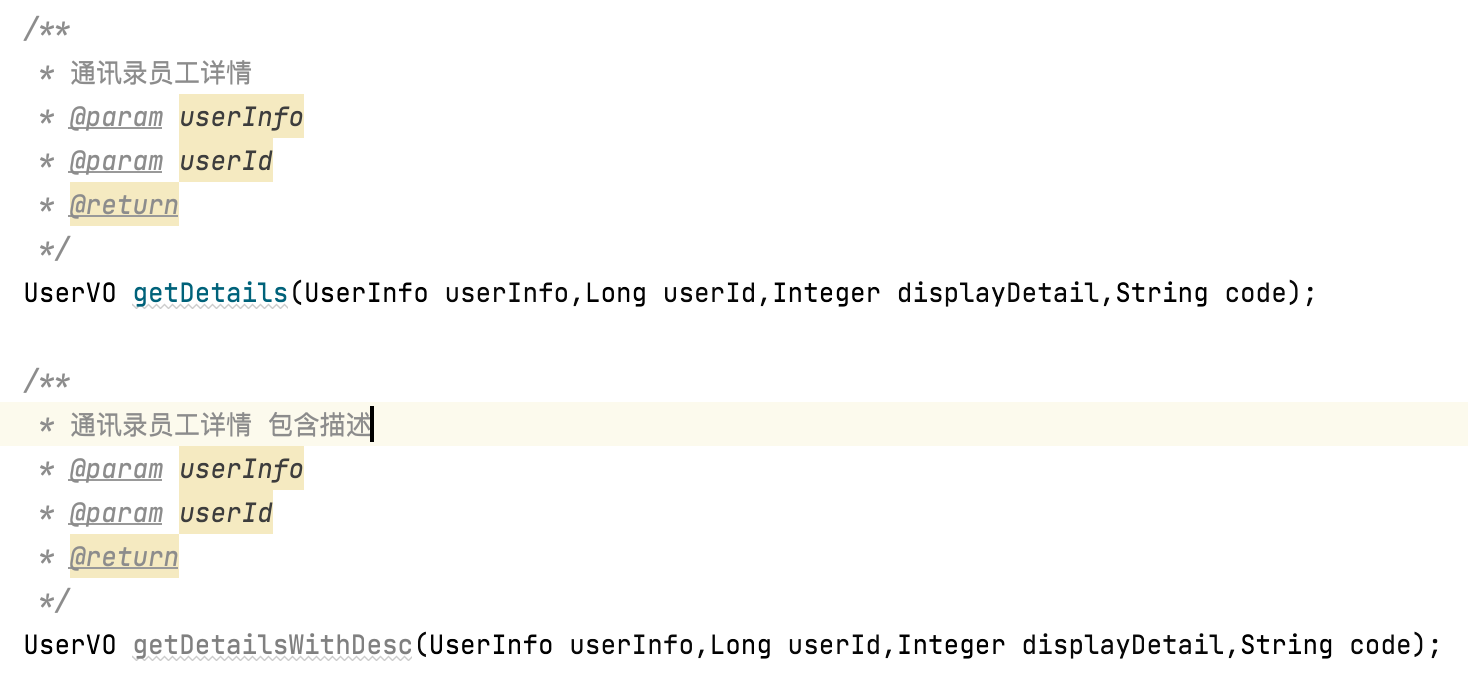 /**
 * 通讯录员工详情
 * @param userInfo
 * @param userId
 * @return
 */
UserVO getDetails(UserInfo userInfo,Long userId,Integer displayDetail,String code);
/**
 * 通讯录员工详情 包含描述
 * @param userInfo
 * @param userId
 * @return
 */
UserVO getDetailsWithDesc(UserInfo userInfo,Long userId,Integer displayDetail,String code);